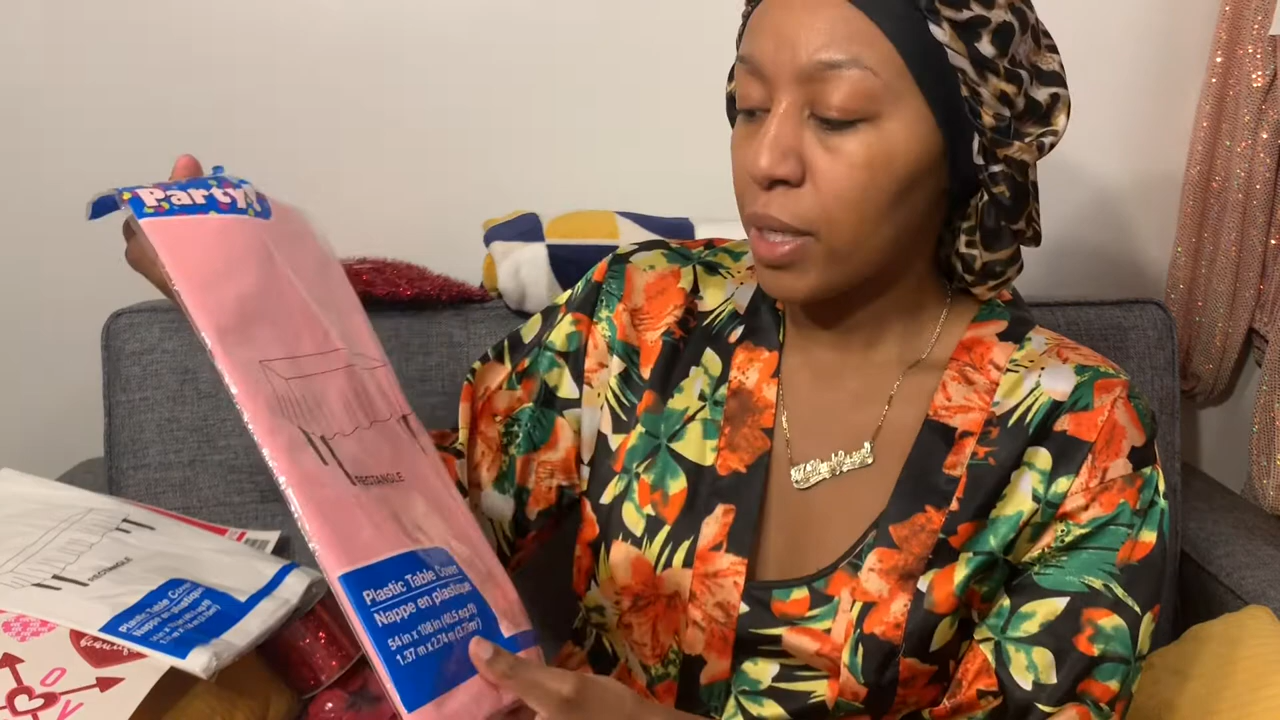 Party!
RECTANGLE
Plastic Table Cover
Nappe en plastique
54 in x 108 in (40.5 sq.ft)
1.37 m x 2.74 m (3.75m²)
RECTANGLE
Plastic Table Cover
Nappe en plastique
beautiful